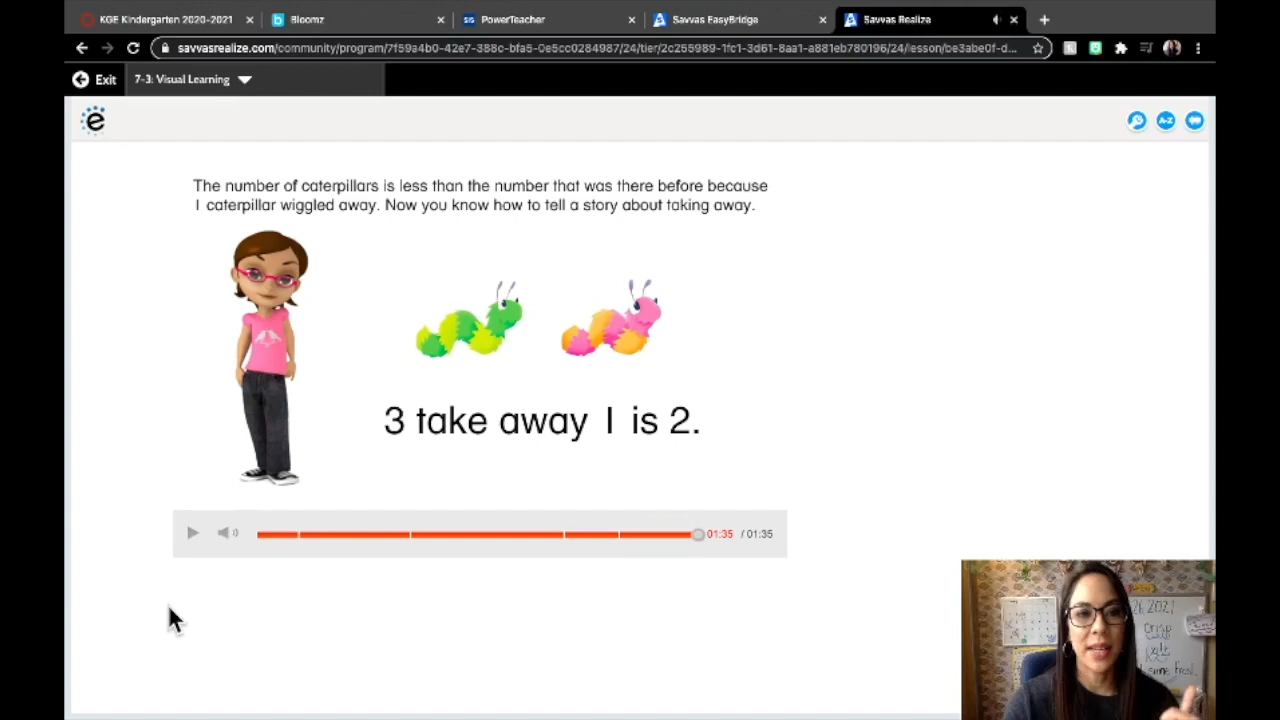 KGE Kindergarten 2020-2021
Bloomz
PowerTeacher
Savvas EasyBridge
Savvas Realize
savvasrealize.com/community/program/7f59a4b0-42e7-388c-bfa5-0e5cc0284987/24/tier/2c255989-1fc1-3d61-8aa1-a881eb780196/24/lesson/be3abe0f-d...
Exit
7-3: Visual Learning
e
A-Z
The number of caterpillars is less than the number that was there before because
1 caterpillar wiggled away. Now you know how to tell a story about taking away.
3 take away 1 is 2.
01:35 / 01:35
26 2021
Crisp